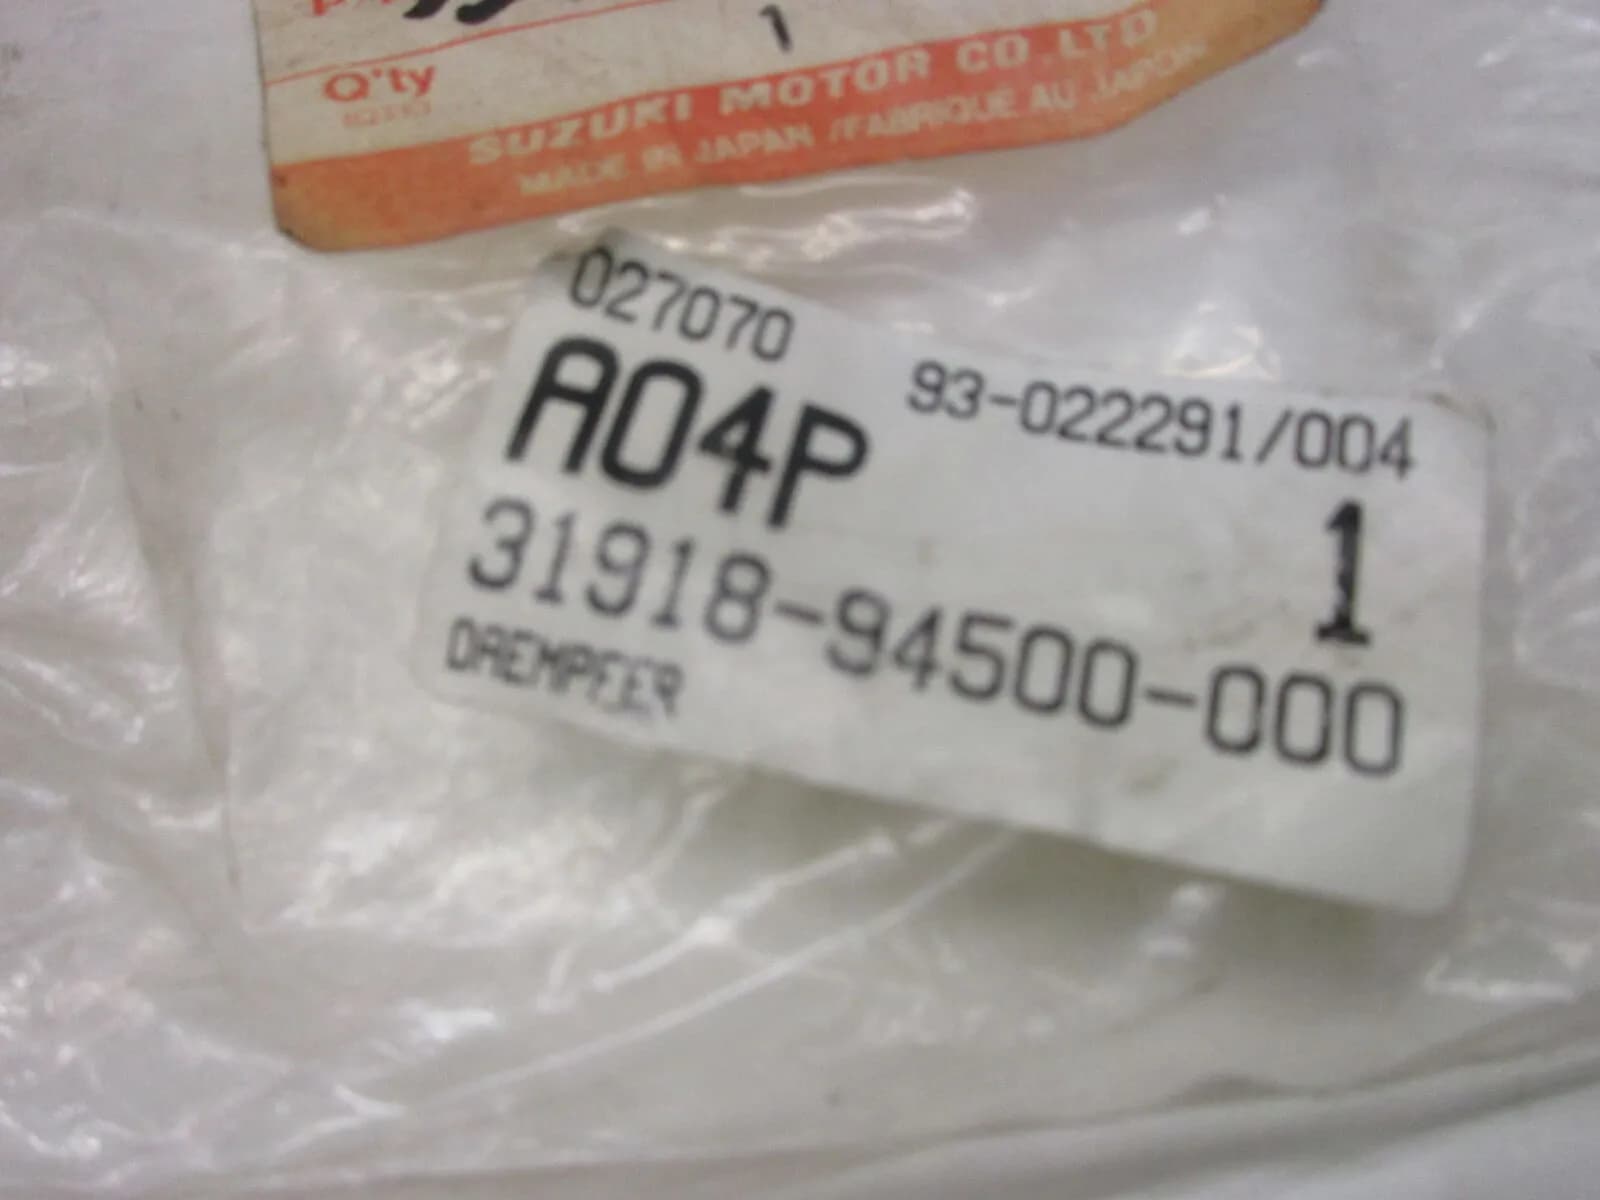 1
Q'ty
SUZUKI MOTOR CO.LTD
MADE IN JAPAN /FABRIQUE AU JAPON
027070
93-022291/004
A04P
1
31918-94500-000
DAEMPFER